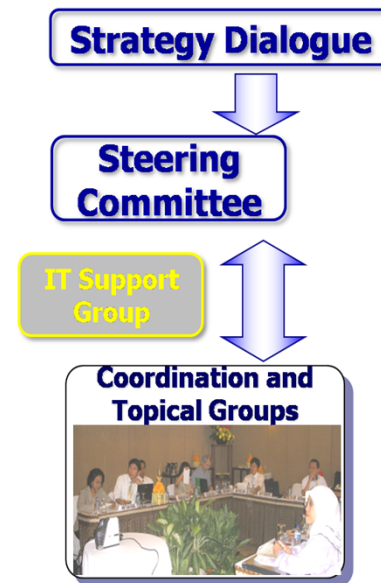 Strategy Dialogue
Steering
Committee
IT Support
Group
Coordination and
Topical Groups